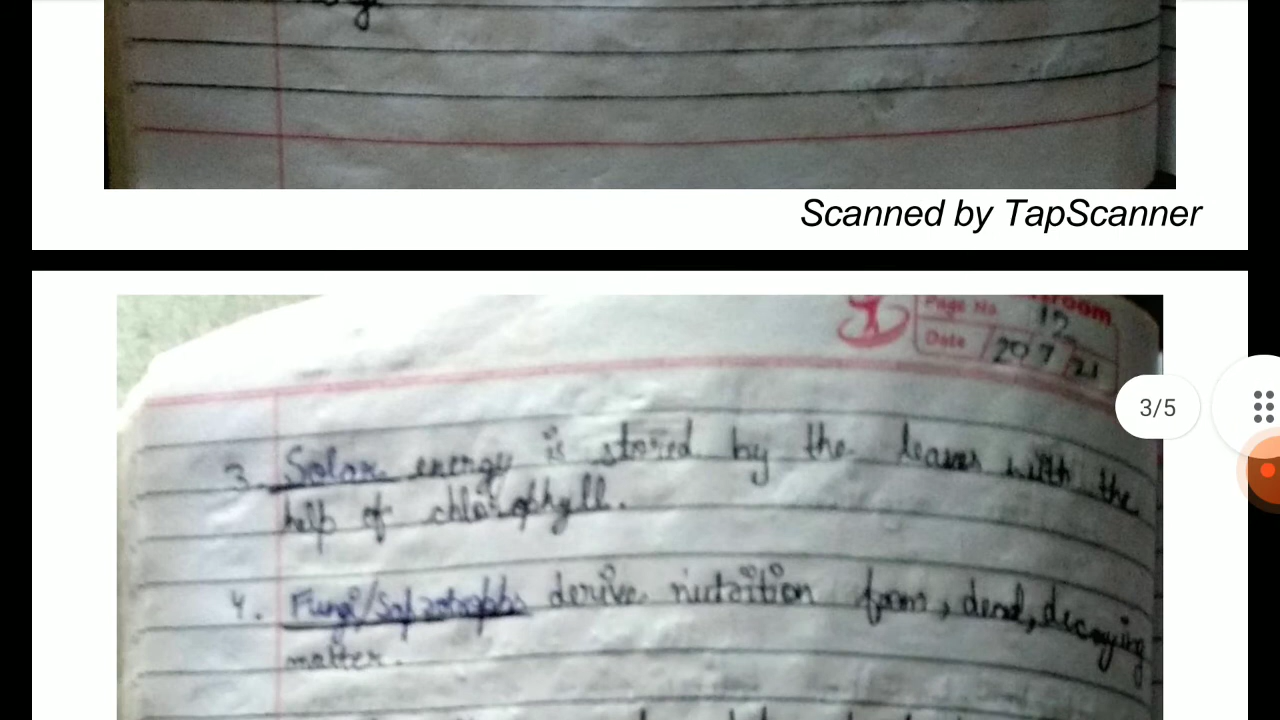 Scanned by TapScanner
Page No 12
Date 20 7 21
3/5
3. Solar energy is stored by the leaves with the
help of chlorophyll.
4. Fungi/Saprotrophs derive nutrition form, dead, decaying
matter.